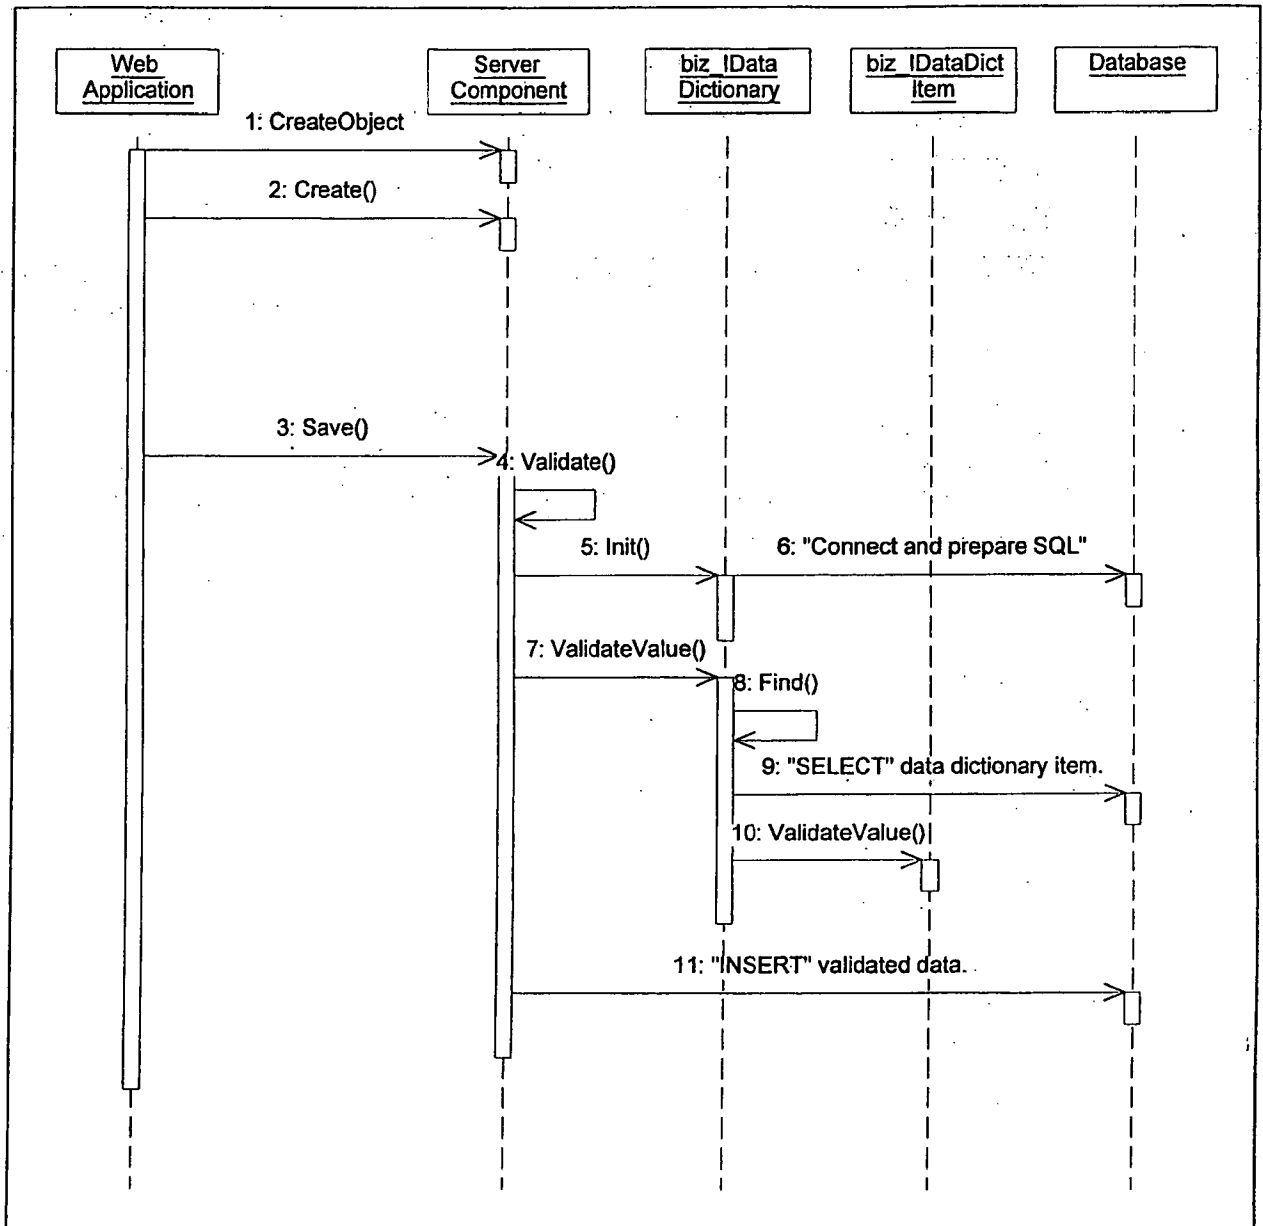 Web
Application
Server
Component
biz_IData
Dictionary
biz_IDataDict
Item
Database
1: CreateObject
2: Create()
3: Save()
4: Validate()
5: Init()
6: "Connect and prepare SQL"
7: ValidateValue()
8: Find()
9: "SELECT" data dictionary item.
10: ValidateValue()
11: "INSERT" validated data.